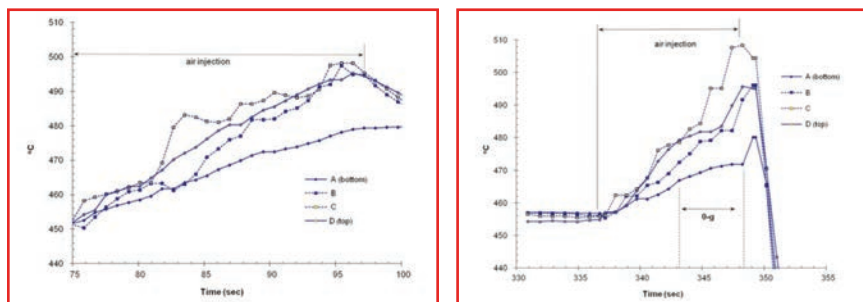 500
490
480
470
460
450
440
°C
air injection
A (bottom)
B
C
D (top)
75
80
85
90
95
100
Time (sec)
510
500
490
480
470
460
450
440
°C
air injection
A (bottom)
B
C
D (top)
0-g
330
335
340
345
350
355
Time (sec)